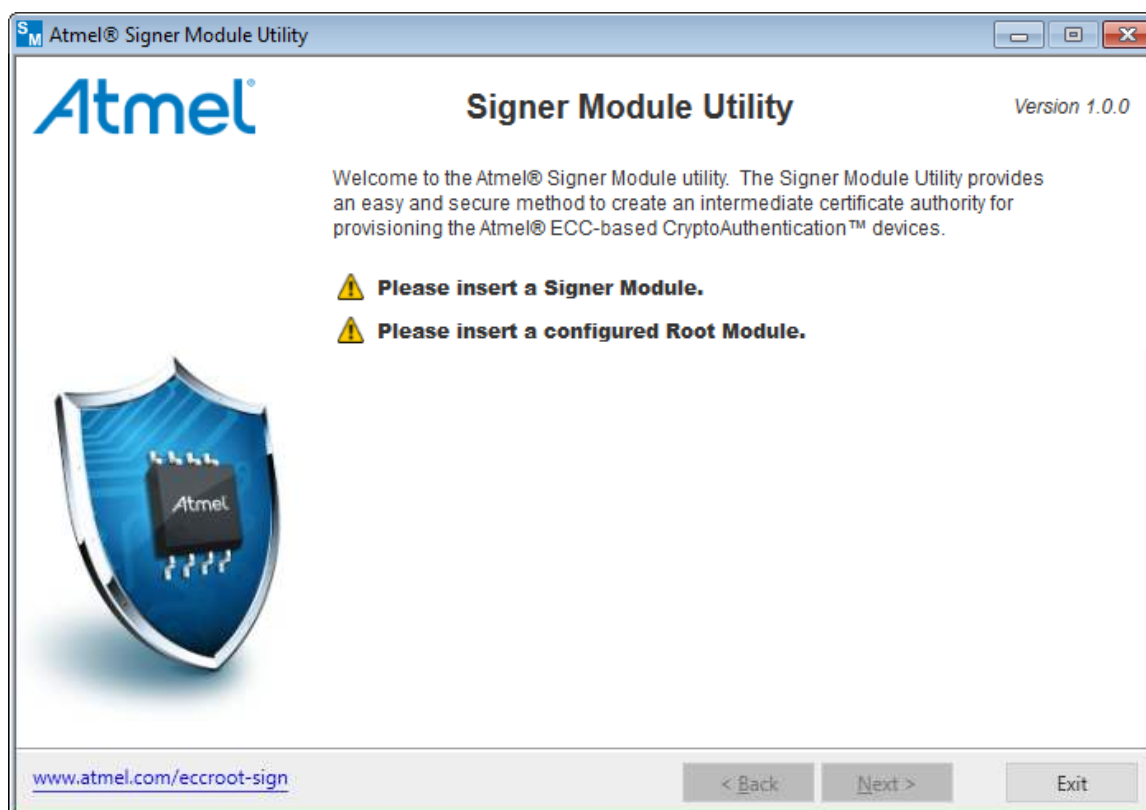 SM Atmel® Signer Module Utility
Atmel®
Signer Module Utility
Version 1.0.0
Welcome to the Atmel® Signer Module utility.  The Signer Module Utility provides
an easy and secure method to create an intermediate certificate authority for
provisioning the Atmel® ECC-based CryptoAuthentication™ devices.
Please insert a Signer Module.
Please insert a configured Root Module.
Atmel
www.atmel.com/eccroot-sign
< Back
Next >
Exit